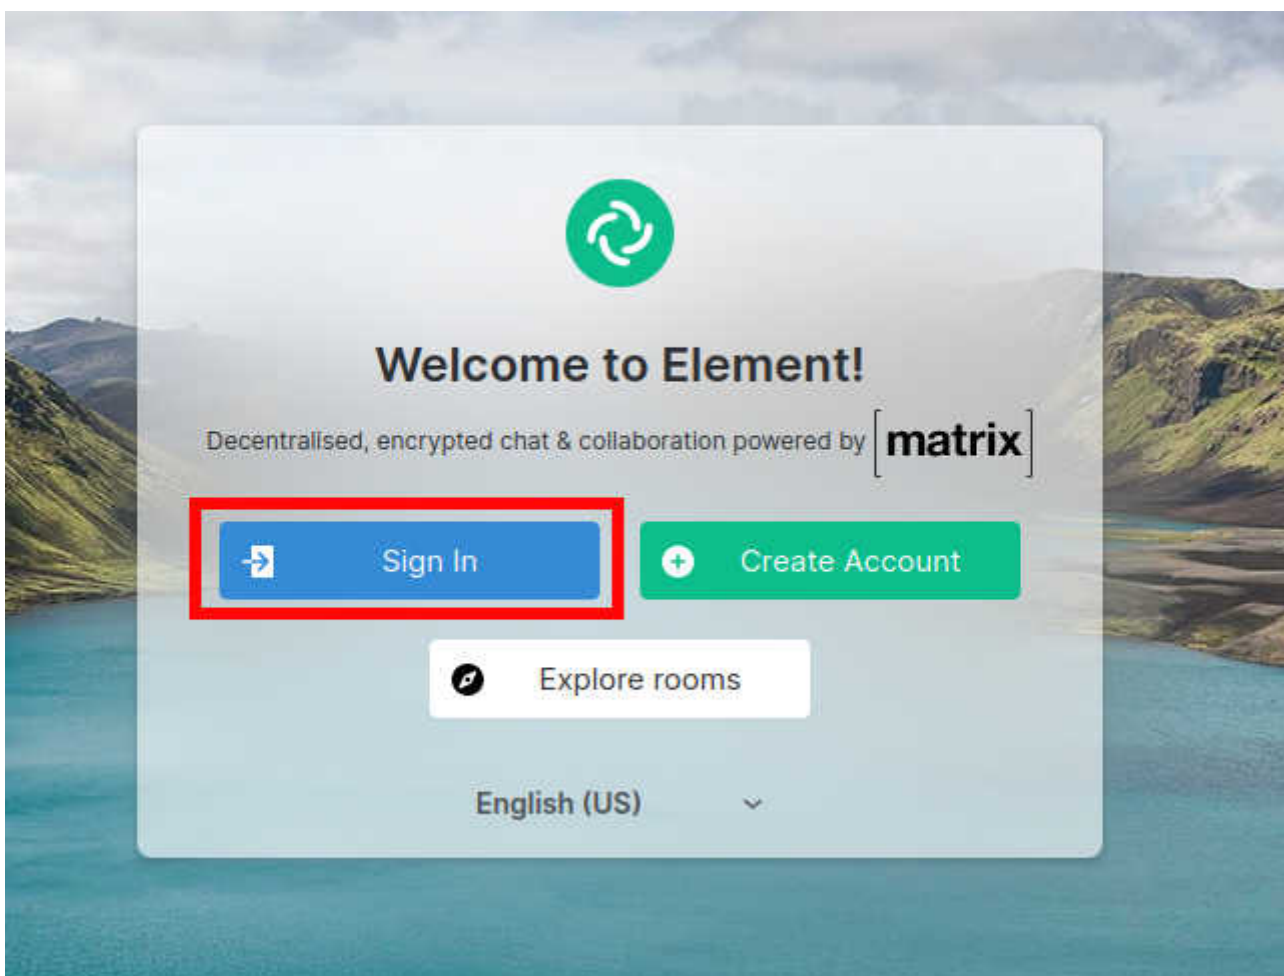 Welcome to Element!
Decentralised, encrypted chat & collaboration powered by [matrix]
Sign In
Create Account
Explore rooms
English (US)